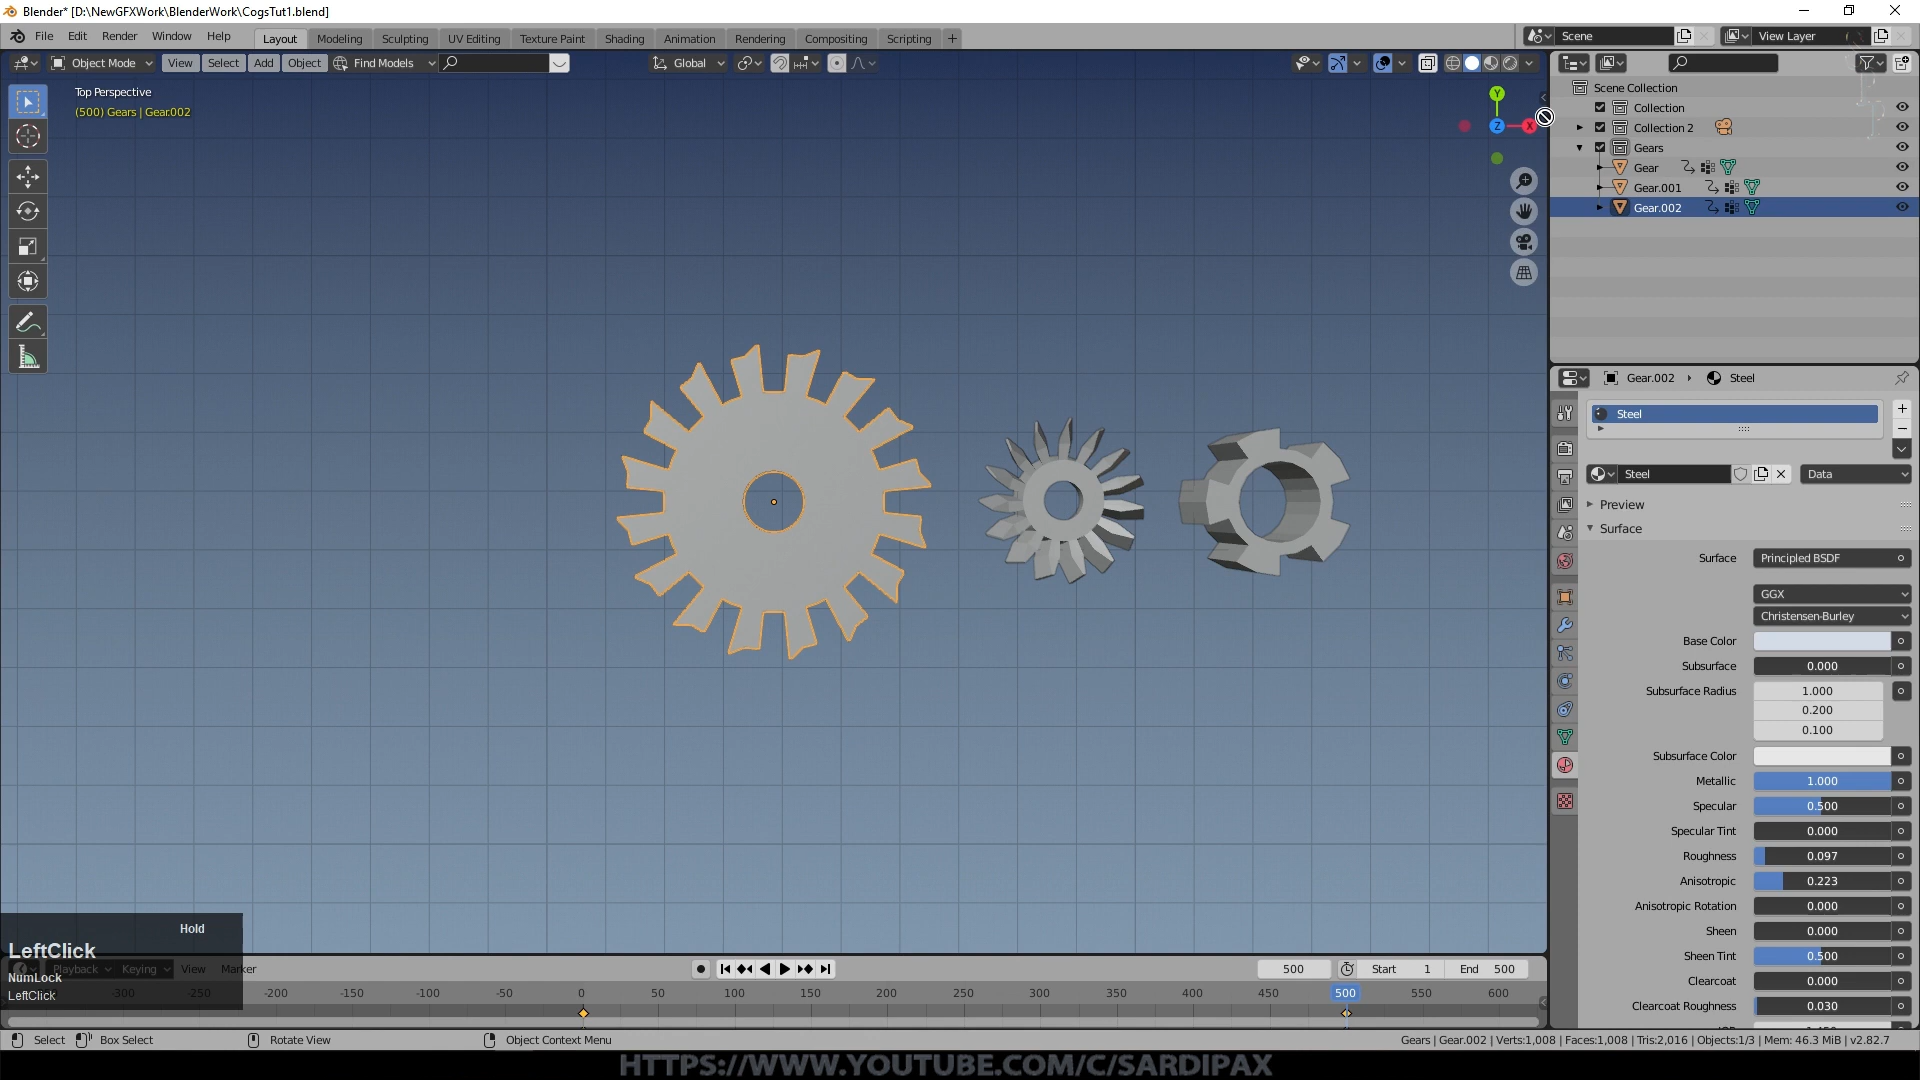 Blender* [D:\NewGFXWork\BlenderWork\CogsTut1.blend]
File Edit Render Window Help Layout Modeling Sculpting UV Editing Texture Paint Shading Animation Rendering Compositing Scripting + Scene View Layer
Object Mode View Select Add Object Find Models Global
Top Perspective
(500) Gears | Gear.002
Y
Z
X
Scene Collection
Collection
Collection 2
Gears
Gear
Gear.001
Gear.002
Gear.002 Steel
Steel
Steel Data
Preview
Surface
Surface Principled BSDF
GGX
Christensen-Burley
Base Color
Subsurface 0.000
Subsurface Radius 1.000
0.200
0.100
Subsurface Color
Metallic 1.000
Specular 0.500
Specular Tint 0.000
Roughness 0.097
Anisotropic 0.223
Anisotropic Rotation 0.000
Sheen 0.000
Sheen Tint 0.500
Clearcoat 0.000
Clearcoat Roughness 0.030
Hold
LeftClick
NumLock
LeftClick
Playback Keying View Marker 500 Start 1 End 500
-300 -250 -200 -150 -100 -50 0 50 100 150 200 250 300 350 400 450 500 550 600
Select Box Select Rotate View Object Context Menu Gears | Gear.002 | Verts:1,008 | Faces:1,008 | Tris:2,016 | Objects:1/3 | Mem: 46.3 MiB | v2.82.7
HTTPS://WWW.YOUTUBE.COM/C/SARDIPAX